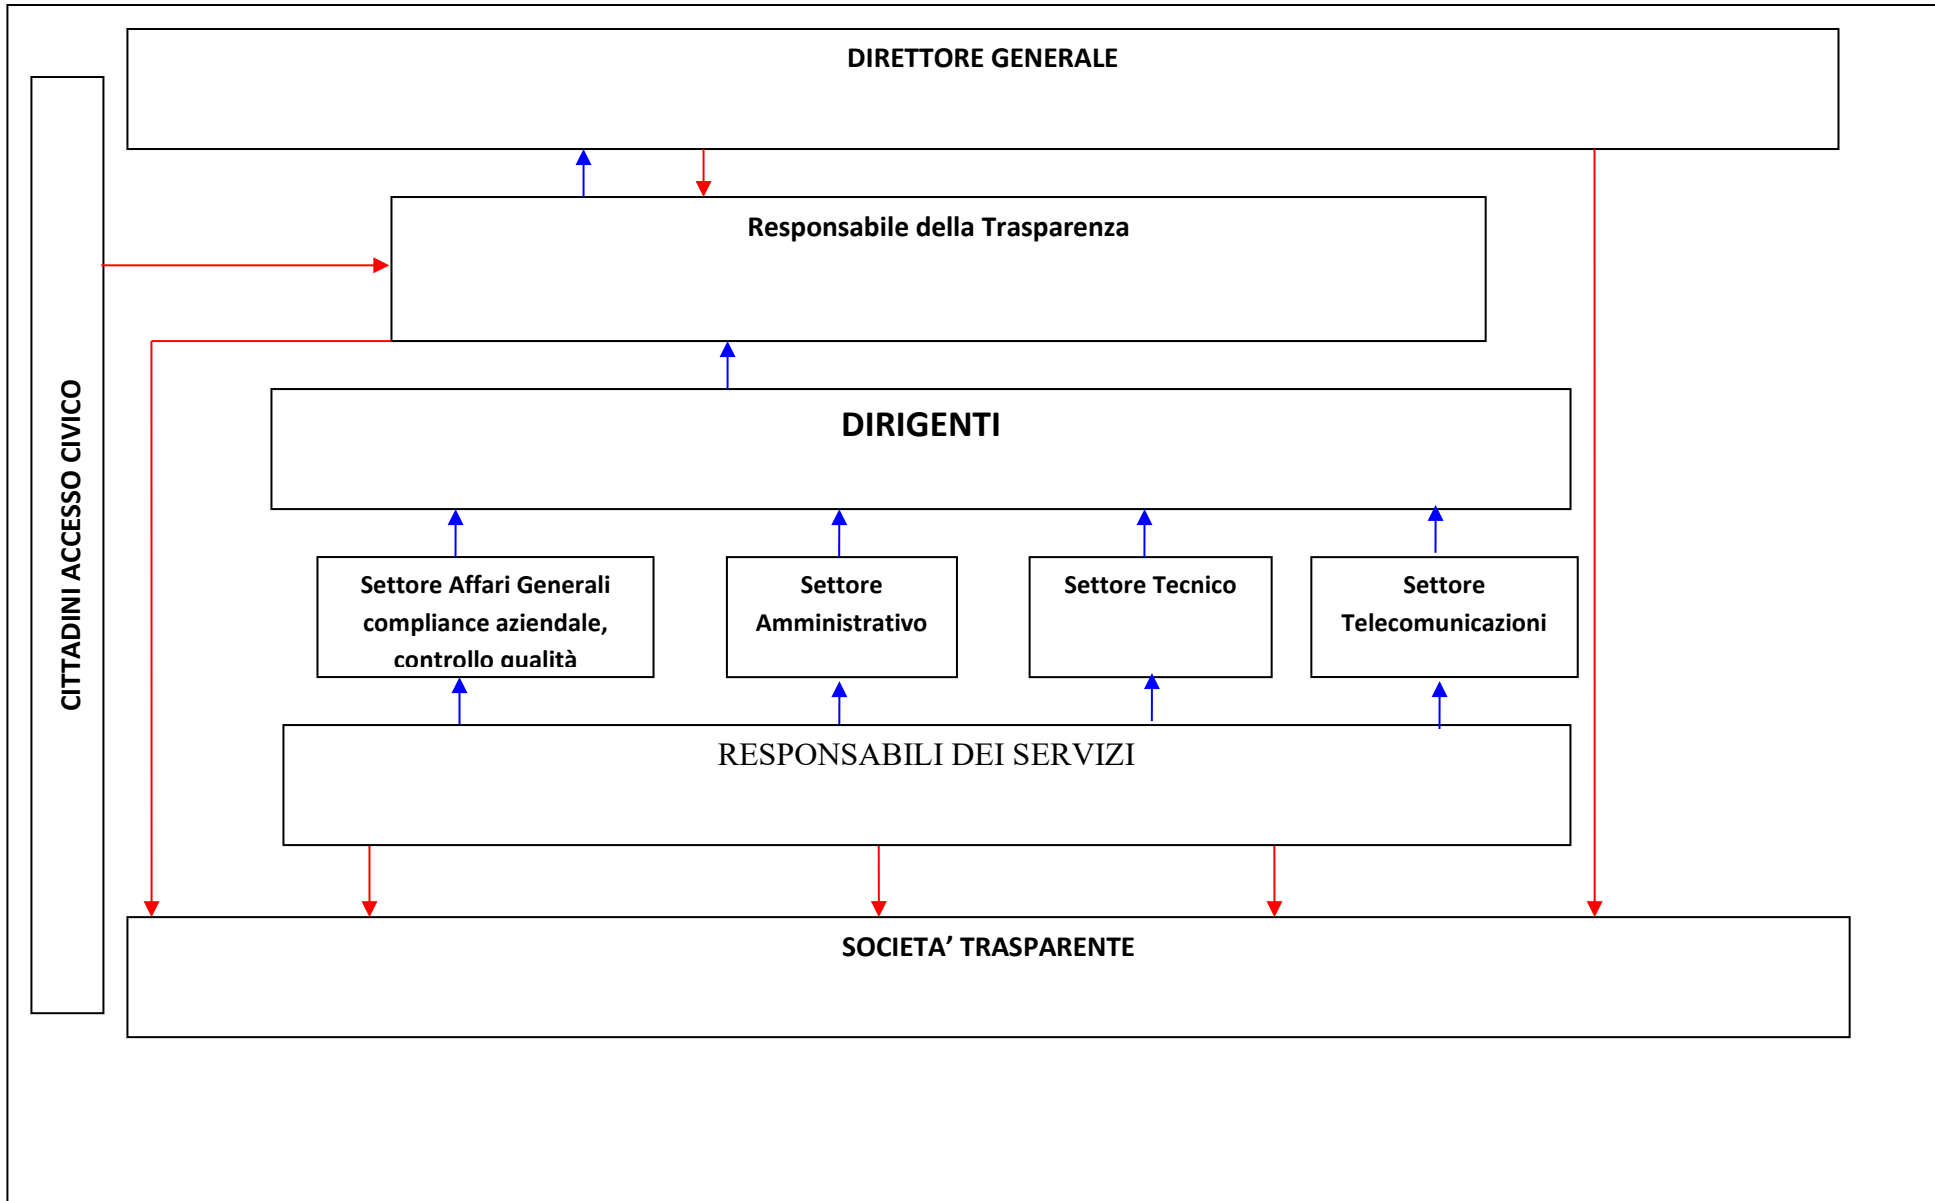 DIRETTORE GENERALE
CITTADINI ACCESSO CIVICO
Responsabile della Trasparenza
DIRIGENTI
Settore Affari Generali
compliance aziendale,
controllo qualità
Settore
Amministrativo
Settore Tecnico
Settore
Telecomunicazioni
RESPONSABILI DEI SERVIZI
SOCIETA’ TRASPARENTE